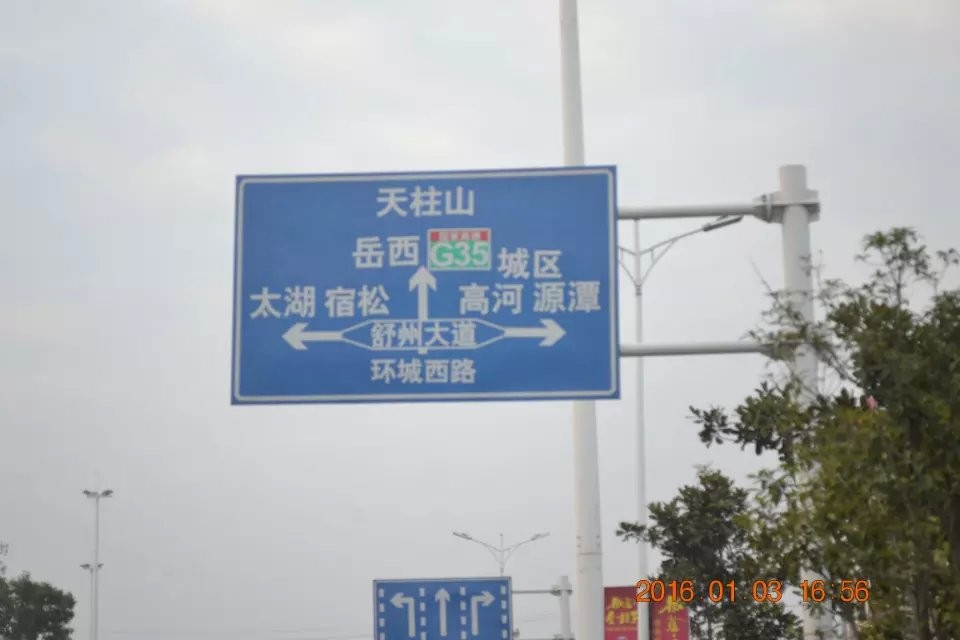 天柱山
岳西 G35 城区
太湖 宿松 高河 源潭
舒州大道
环城西路
2016 01 03 16 56